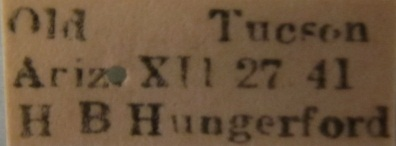 Old Tucson
Ariz. XII 27 41
H B Hungerford